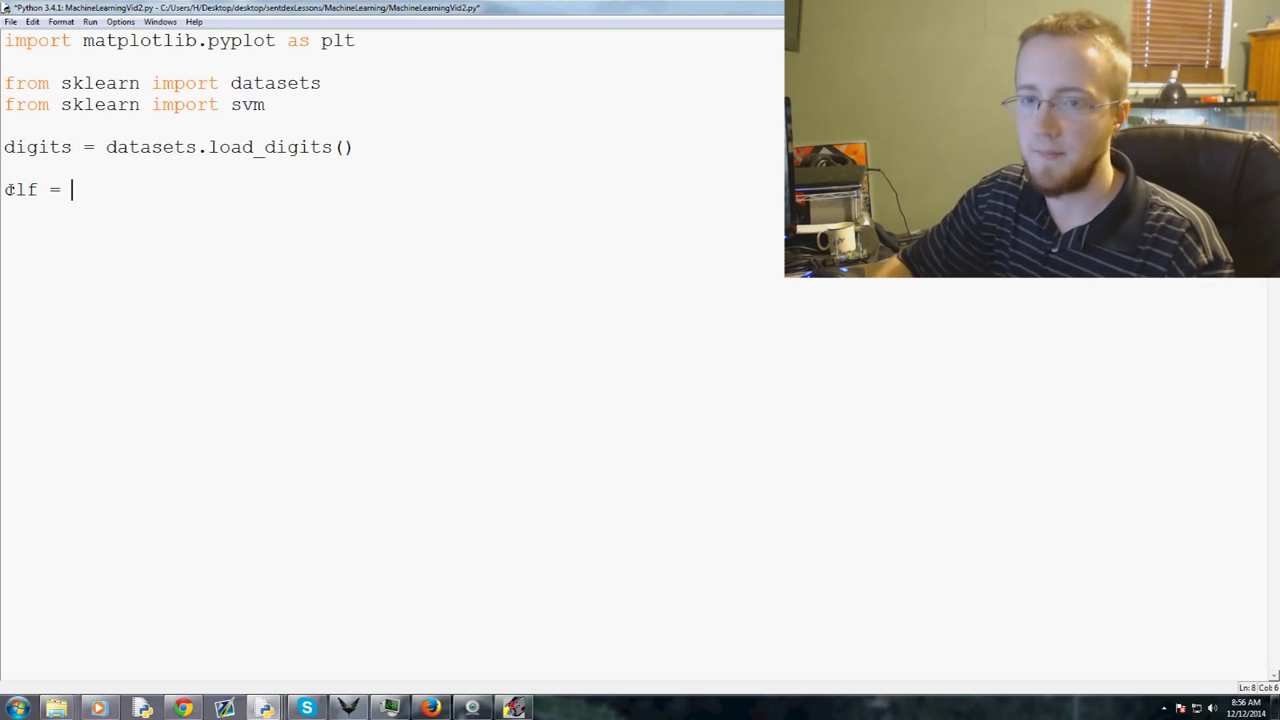 *Python 3.4.1: MachineLearningVid2.py - C:/Users/H/Desktop/desktop/sentdexLessons/MachineLearning/MachineLearningVid2.py*
File Edit Format Run Options Windows Help
import matplotlib.pyplot as plt
from sklearn import datasets
from sklearn import svm
digits = datasets.load_digits()
clf =
Ln: 8 Col: 6
8:56 AM
12/12/2014